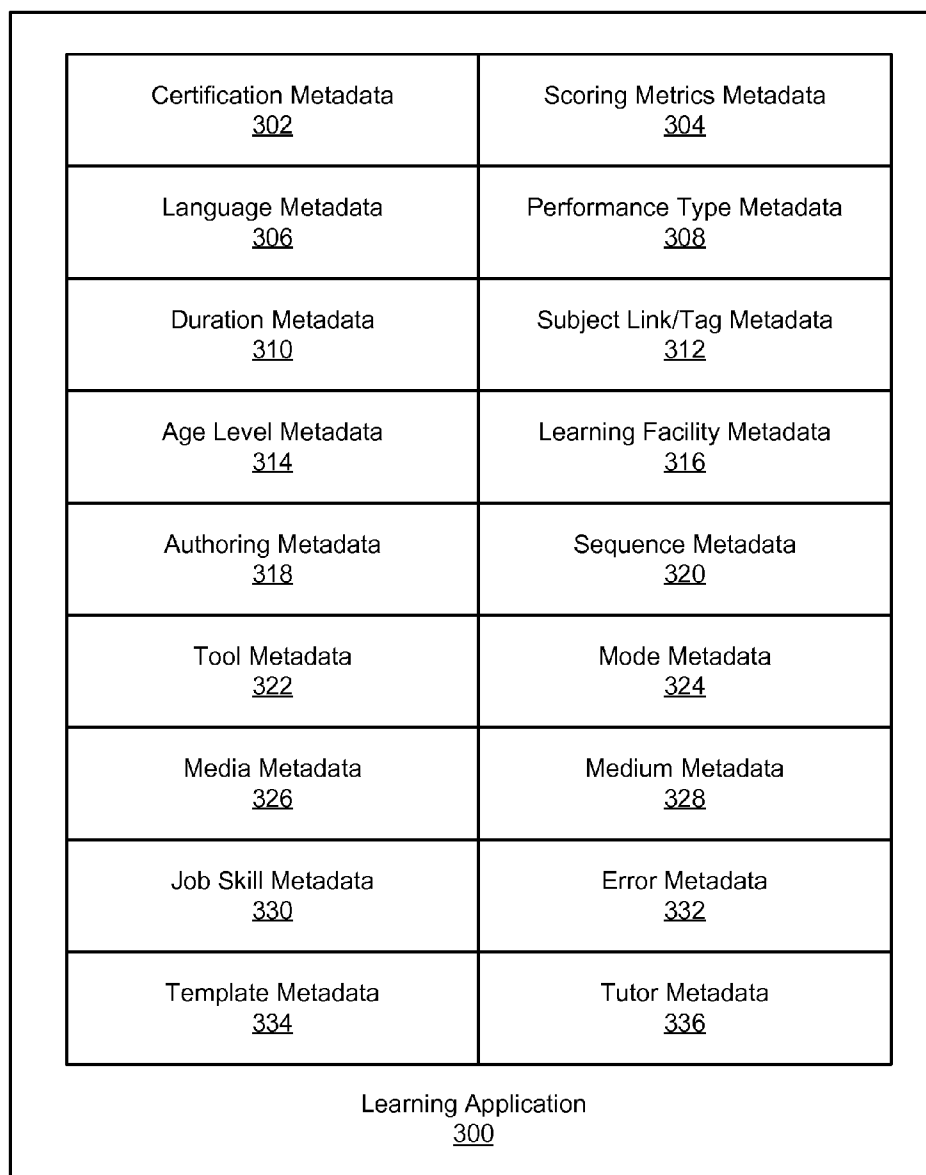 Certification Metadata
302
Scoring Metrics Metadata
304
Language Metadata
306
Performance Type Metadata
308
Duration Metadata
310
Subject Link/Tag Metadata
312
Age Level Metadata
314
Learning Facility Metadata
316
Authoring Metadata
318
Sequence Metadata
320
Tool Metadata
322
Mode Metadata
324
Media Metadata
326
Medium Metadata
328
Job Skill Metadata
330
Error Metadata
332
Template Metadata
334
Tutor Metadata
336
Learning Application
300